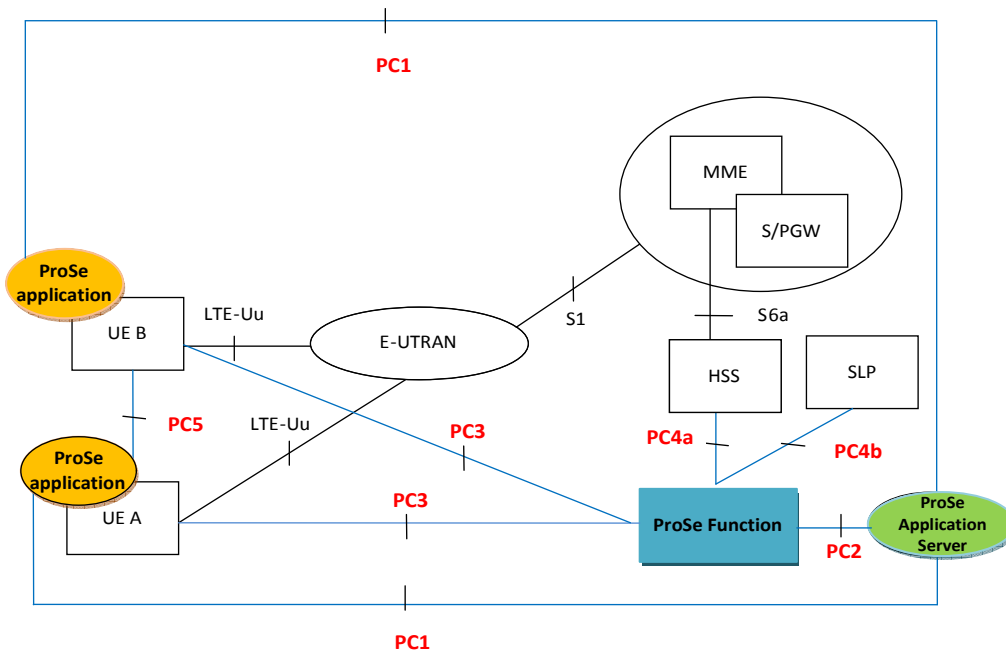 PC1
MME
S/PGW
ProSe
application
UE B
LTE-Uu
E-UTRAN
S1
S6a
HSS
SLP
PC5
LTE-Uu
PC3
PC4a
PC4b
ProSe
application
UE A
PC3
ProSe Function
PC2
ProSe
Application
Server
PC1